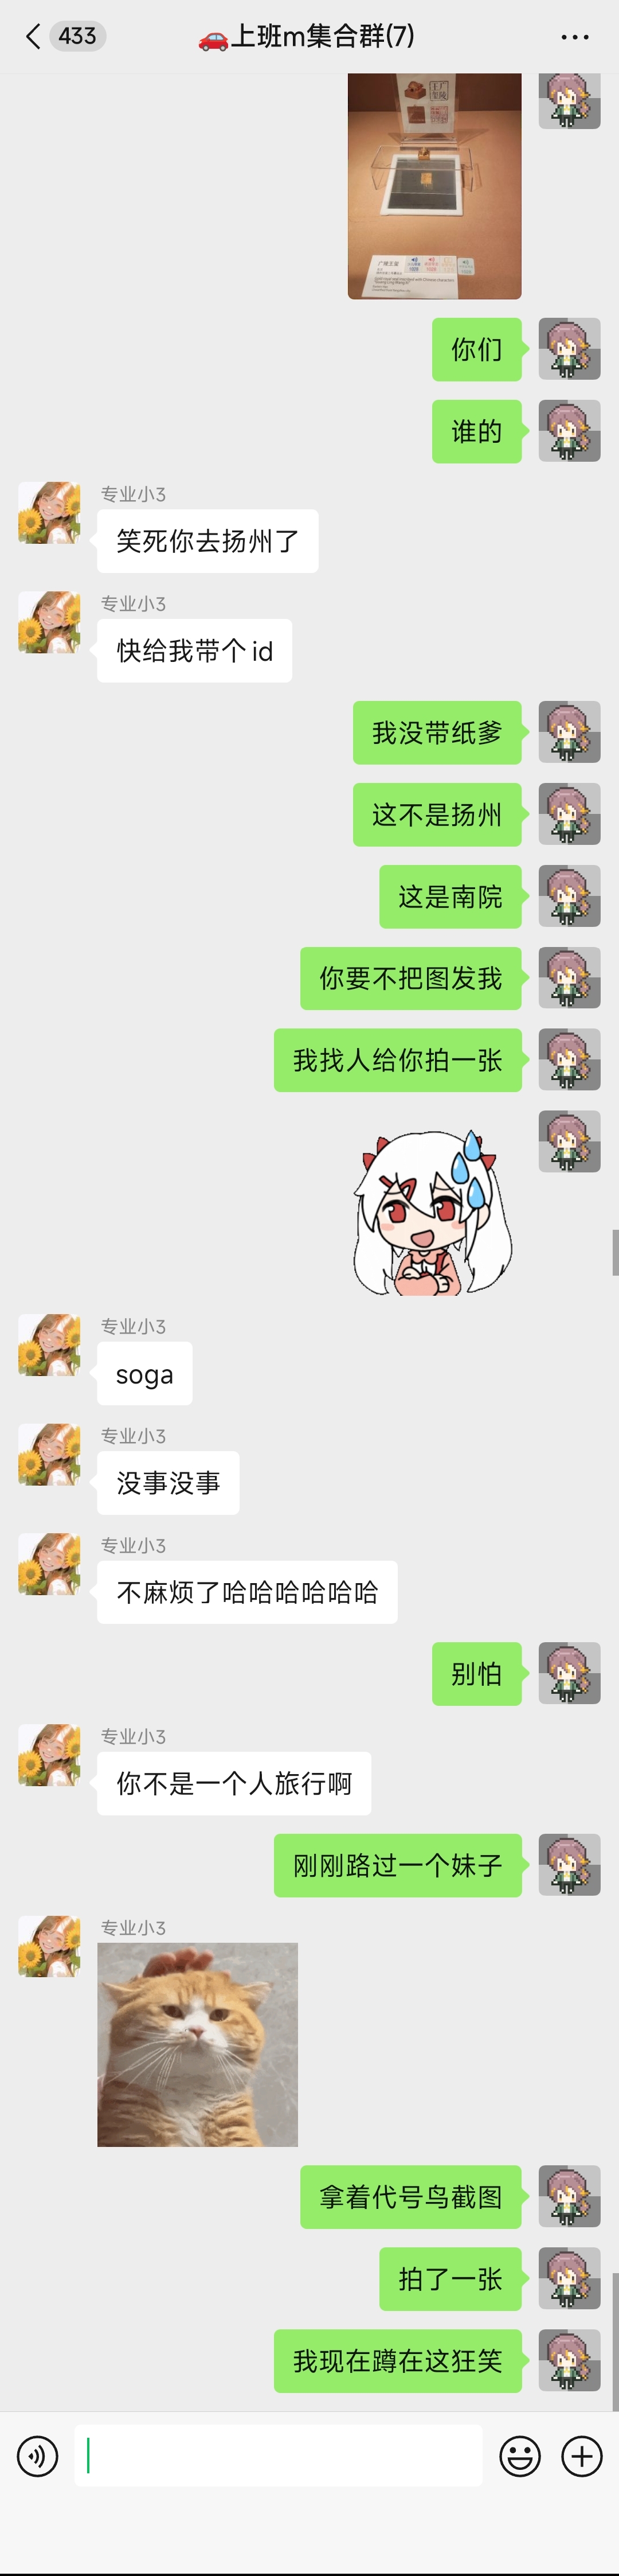 433
上班m集合群(7)
广陵王玺
你们
谁的
专业小3
笑死你去扬州了
专业小3
快给我带个id
我没带纸爹
这不是扬州
这是南院
你要不把图发我
我找人给你拍一张
专业小3
soga
专业小3
没事没事
专业小3
不麻烦了哈哈哈哈哈哈
别怕
专业小3
你不是一个人旅行啊
刚刚路过一个妹子
专业小3
拿着代号鸟截图
拍了一张
我现在蹲在这狂笑